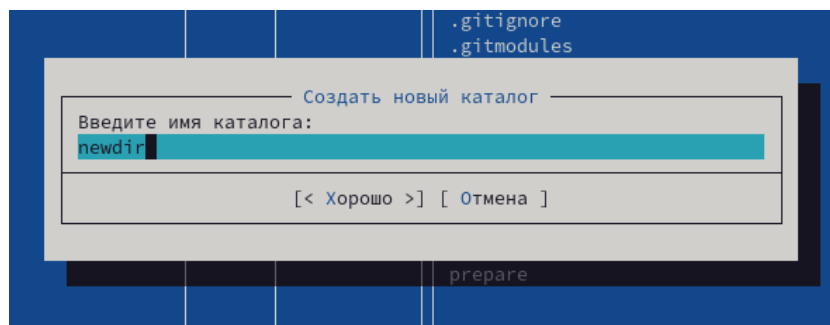 .gitignore
.gitmodules
Создать новый каталог
Введите имя каталога:
newdir
[< Хорошо >] [ Отмена ]
prepare